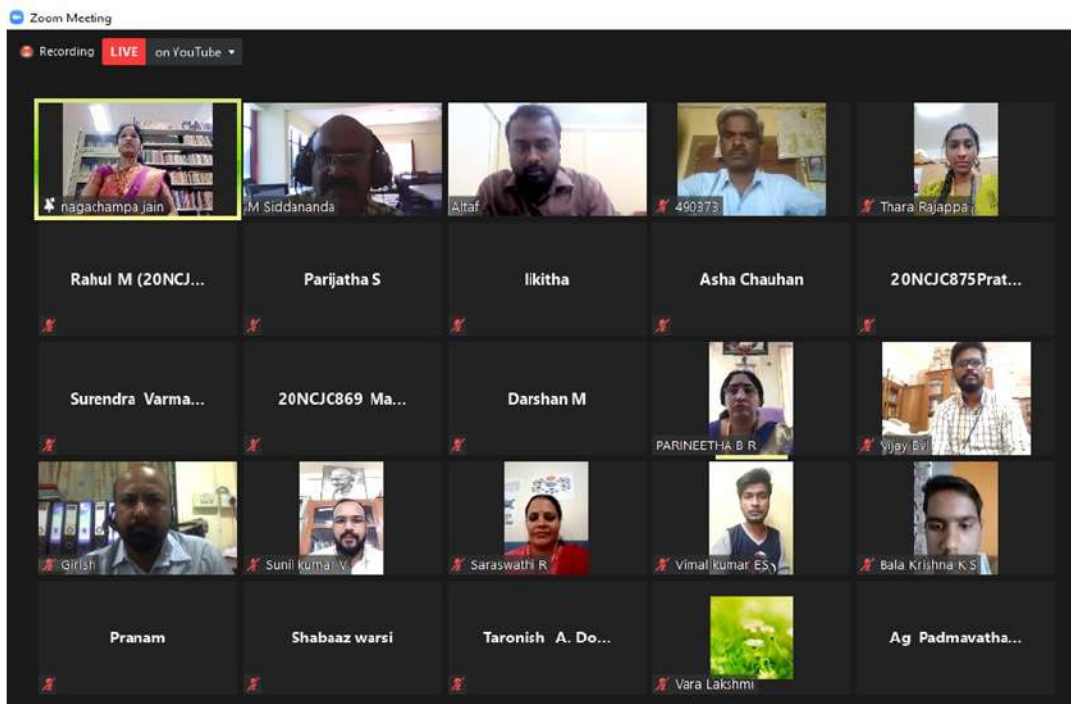 Zoom Meeting
Recording LIVE on YouTube
nagachampa jain
M Siddananda
Altaf
490373
Thara Rajappa
Rahul M (20NCJ...
Parijatha S
likitha
Asha Chauhan
20NCJC875Prat...
Surendra Varma...
20NCJC869 Ma...
Darshan M
PARINEETHA B R
Vijay Bvl
Girish
Sunil kumar V
Saraswathi R
Vimal kumar ES
Bala Krishna K S
Pranam
Shabaaz warsi
Taronish A. Do...
Vara Lakshmi
Ag Padmavatha...